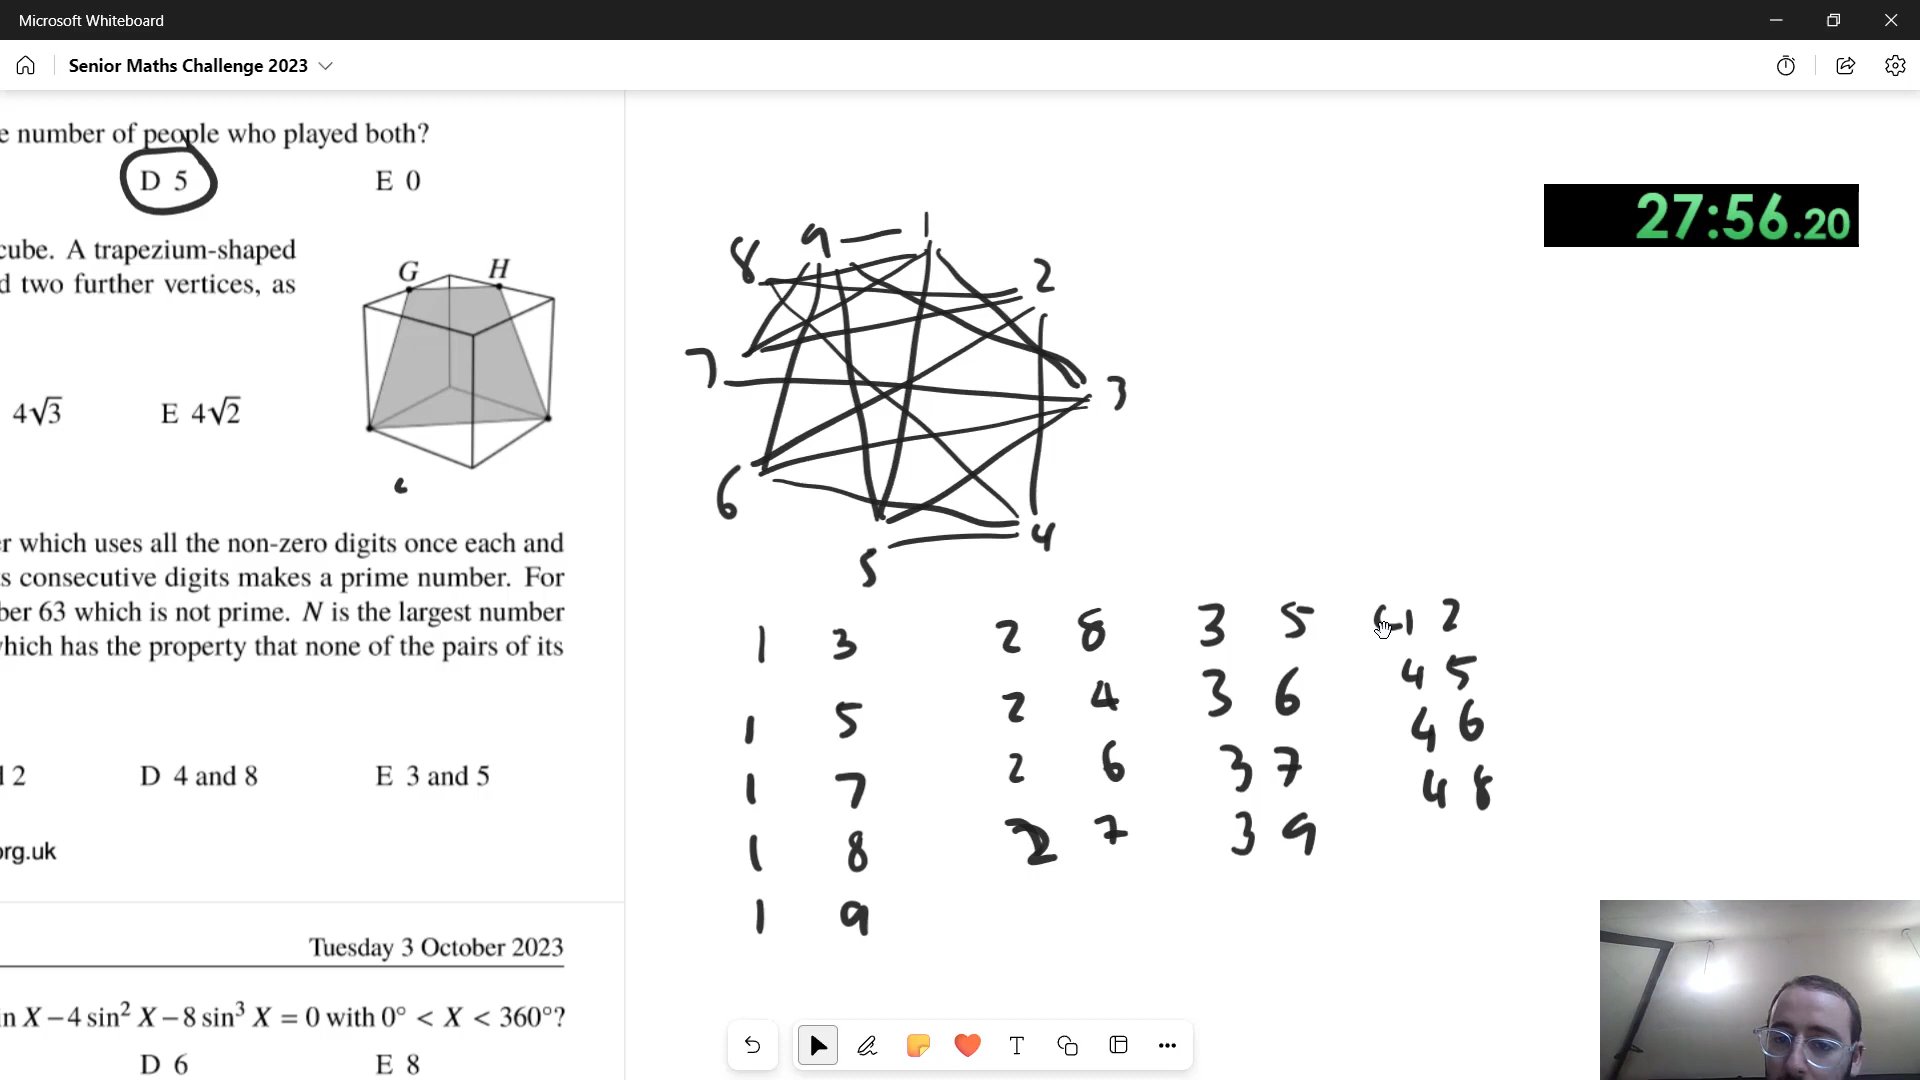 Microsoft Whiteboard
Senior Maths Challenge 2023
e number of people who played both?
D 5 E 0
cube. A trapezium-shaped
d two further vertices, as
G H
4√3 E 4√2
r which uses all the non-zero digits once each and
s consecutive digits makes a prime number. For
ber 63 which is not prime. N is the largest number
which has the property that none of the pairs of its
12 D 4 and 8 E 3 and 5
org.uk
Tuesday 3 October 2023
in X − 4 sin² X − 8 sin³ X = 0 with 0° < X < 360°?
D 6 E 8
27:56.20
8 9 1
2
7 3
6 4
5
1 3 2 8 3 5 1 2
4 5
1 5 2 4 3 6 4 6
1 7 2 6 3 7 4 8
1 8 2 7 3 9
1 9
T